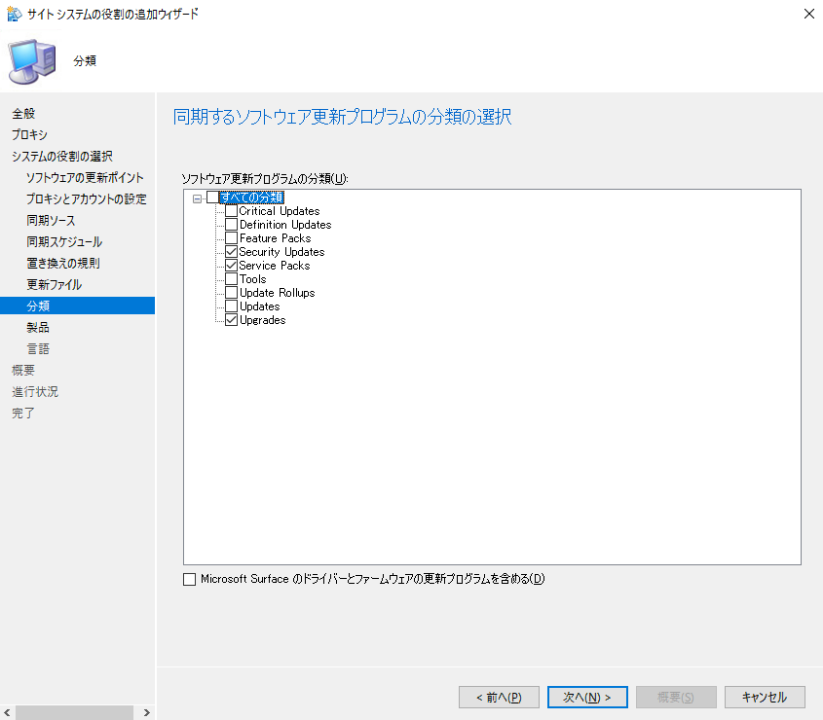 サイト システムの役割の追加ウィザード
分類
全般
プロキシ
システムの役割の選択
ソフトウェアの更新ポイント
プロキシとアカウントの設定
同期ソース
同期スケジュール
置き換えの規則
更新ファイル
分類
製品
言語
概要
進行状況
完了
同期するソフトウェア更新プログラムの分類の選択
ソフトウェア更新プログラムの分類(U):
すべての分類
Critical Updates
Definition Updates
Feature Packs
Security Updates
Service Packs
Tools
Update Rollups
Updates
Upgrades
Microsoft Surface のドライバーとファームウェアの更新プログラムを含める(D)
< 前へ(P)
次へ(N) >
概要(S)
キャンセル